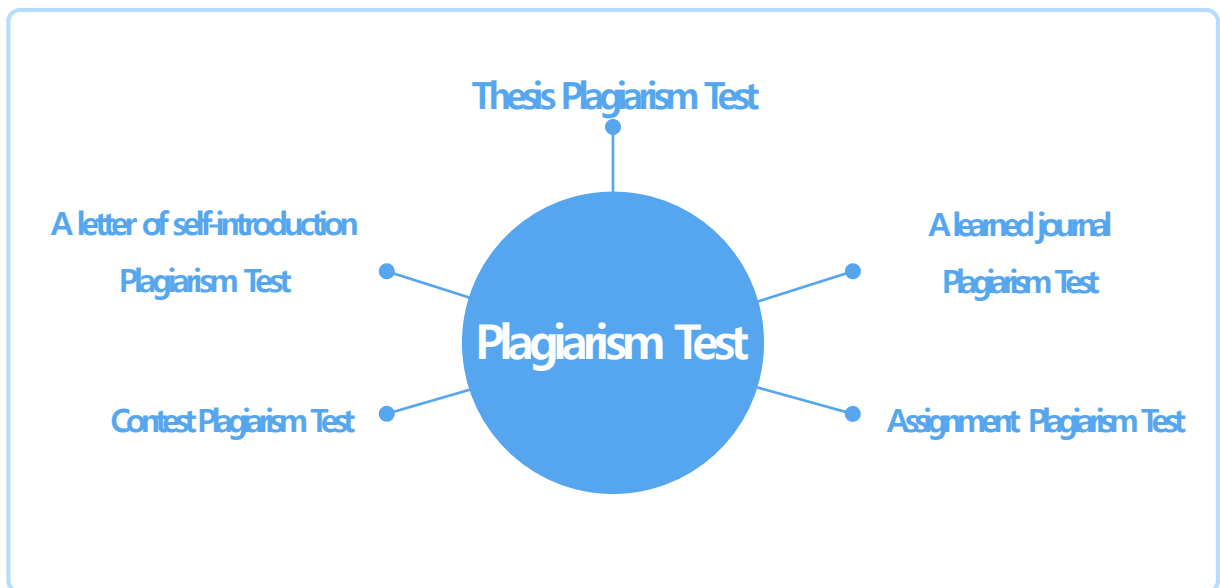 Thesis Plagiarism Test
A letter of self-introduction
Plagiarism Test
A learned journal
Plagiarism Test
Plagiarism Test
Contest Plagiarism Test
Assignment Plagiarism Test